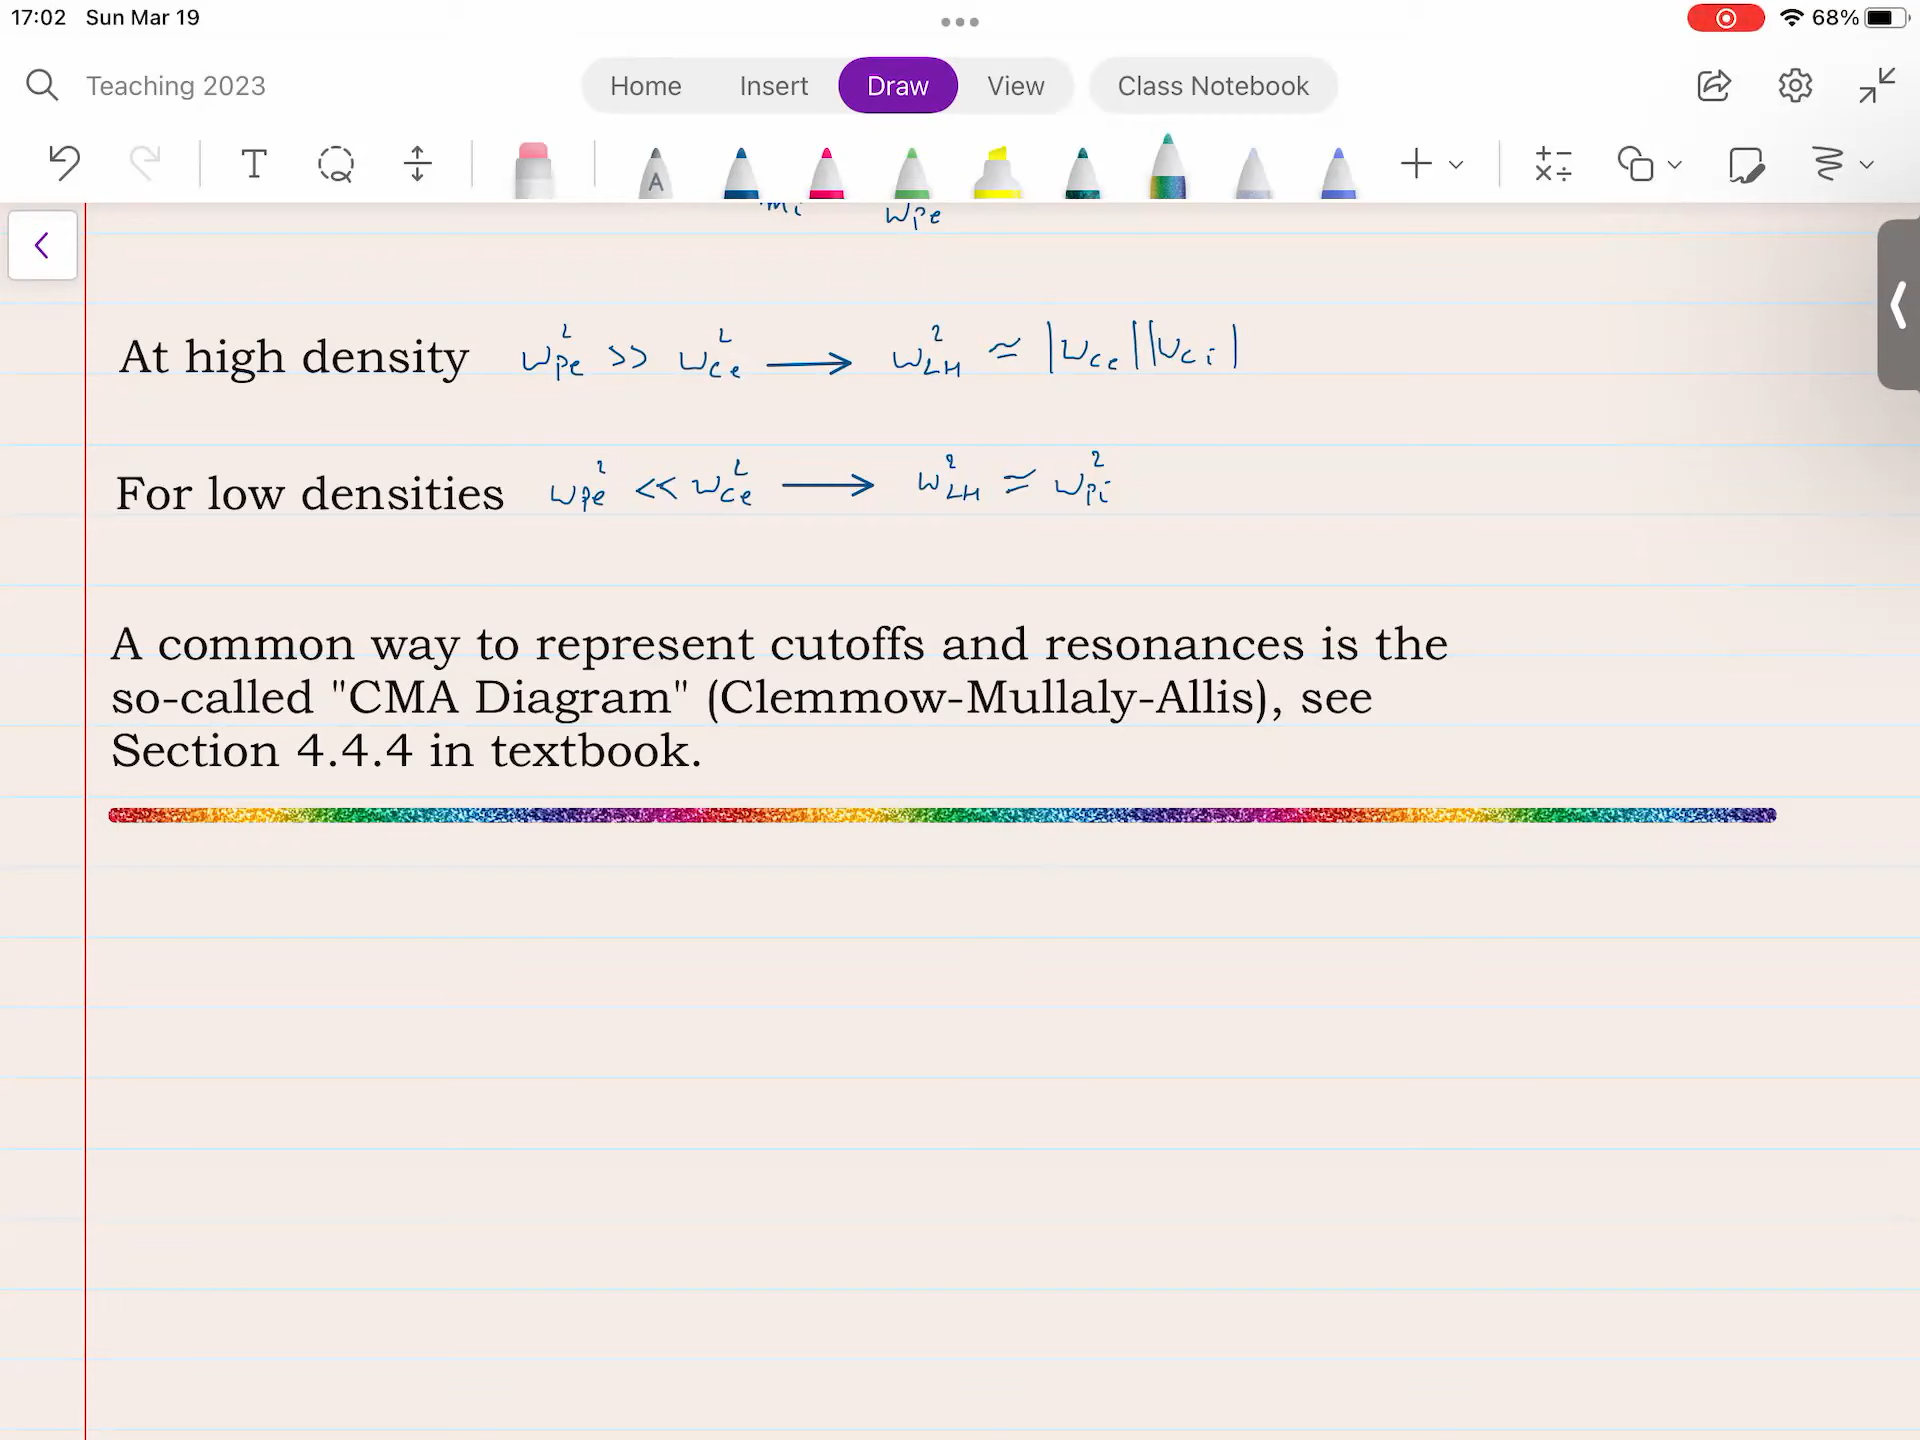 17:02 Sun Mar 19
68%
Teaching 2023
Home Insert Draw View Class Notebook
T
A
mi ωpe
At high density ωpe² >> ωce² → ωLH² ≃ |ωce||ωci|
For low densities ωpe² << ωce² → ωLH² ≃ ωpi²
A common way to represent cutoffs and resonances is the
so-called "CMA Diagram" (Clemmow-Mullaly-Allis), see
Section 4.4.4 in textbook.